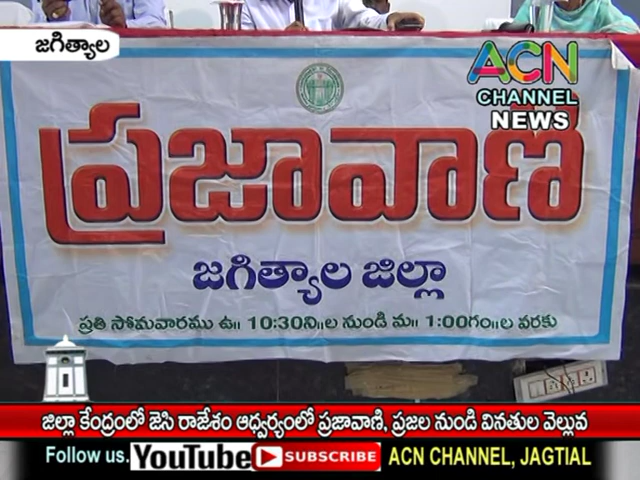 జగిత్యాల
ACN
CHANNEL
NEWS
ప్రజావాణి
జగిత్యాల జిల్లా
ప్రతి సోమవారము ఉ॥ 10:30ని॥ల నుండి మ॥ 1:00గం॥ల వరకు
జిల్లా కేంద్రంలో జెసి రాజేశం ఆధ్వర్యంలో ప్రజావాణి, ప్రజల నుండి వినతుల వెల్లువ
Follow us. YouTube SUBSCRIBE ACN CHANNEL, JAGTIAL